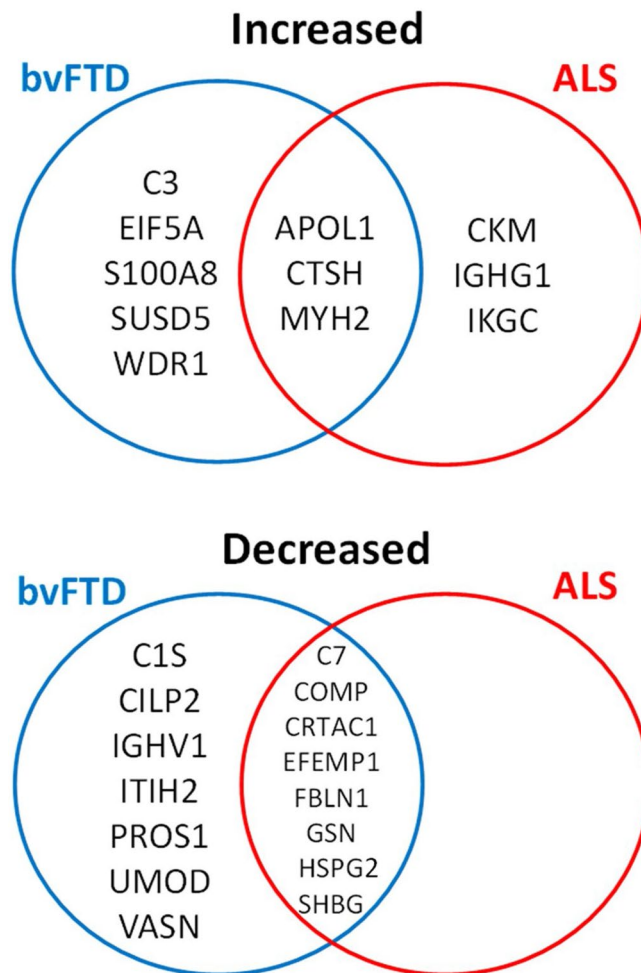 Increased
bvFTD
ALS
C3
EIF5A
S100A8
SUSD5
WDR1
APOL1
CTSH
MYH2
CKM
IGHG1
IKGC
Decreased
bvFTD
ALS
C1S
CILP2
IGHV1
ITIH2
PROS1
UMOD
VASN
C7
COMP
CRTAC1
EFEMP1
FBLN1
GSN
HSPG2
SHBG